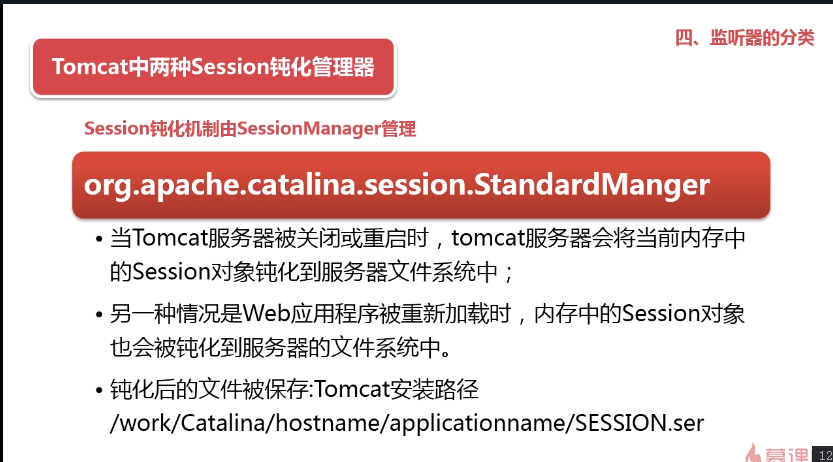 四、监听器的分类
Tomcat中两种Session钝化管理器
Session钝化机制由SessionManager管理
org.apache.catalina.session.StandardManger
•当Tomcat服务器被关闭或重启时，tomcat服务器会将当前内存中
的Session对象钝化到服务器文件系统中；
•另一种情况是Web应用程序被重新加载时，内存中的Session对象
也会被钝化到服务器的文件系统中。
•钝化后的文件被保存:Tomcat安装路径
/work/Catalina/hostname/applicationname/SESSION.ser
慕课
12